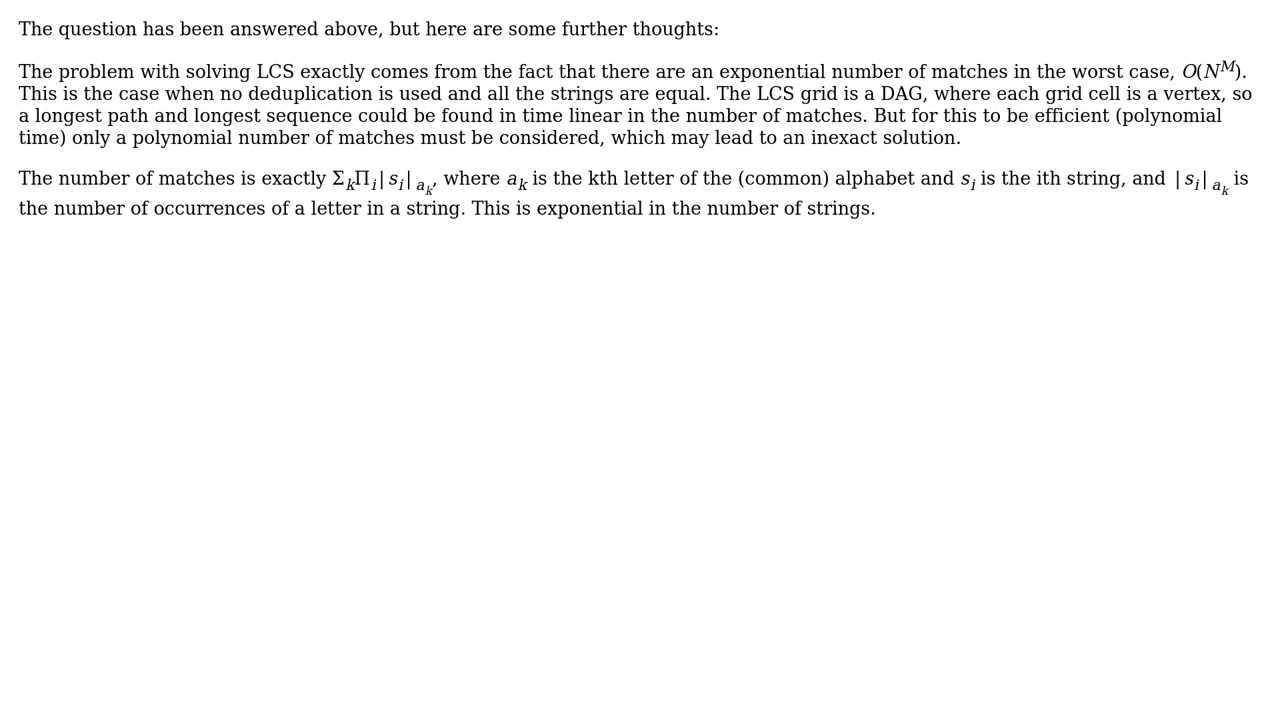 The question has been answered above, but here are some further thoughts:
The problem with solving LCS exactly comes from the fact that there are an exponential number of matches in the worst case, O(N^M).
This is the case when no deduplication is used and all the strings are equal. The LCS grid is a DAG, where each grid cell is a vertex, so
a longest path and longest sequence could be found in time linear in the number of matches. But for this to be efficient (polynomial
time) only a polynomial number of matches must be considered, which may lead to an inexact solution.
The number of matches is exactly Σ_kΠ_i|s_i|_{a_k}, where a_k is the kth letter of the (common) alphabet and s_i is the ith string, and |s_i|_{a_k} is
the number of occurrences of a letter in a string. This is exponential in the number of strings.